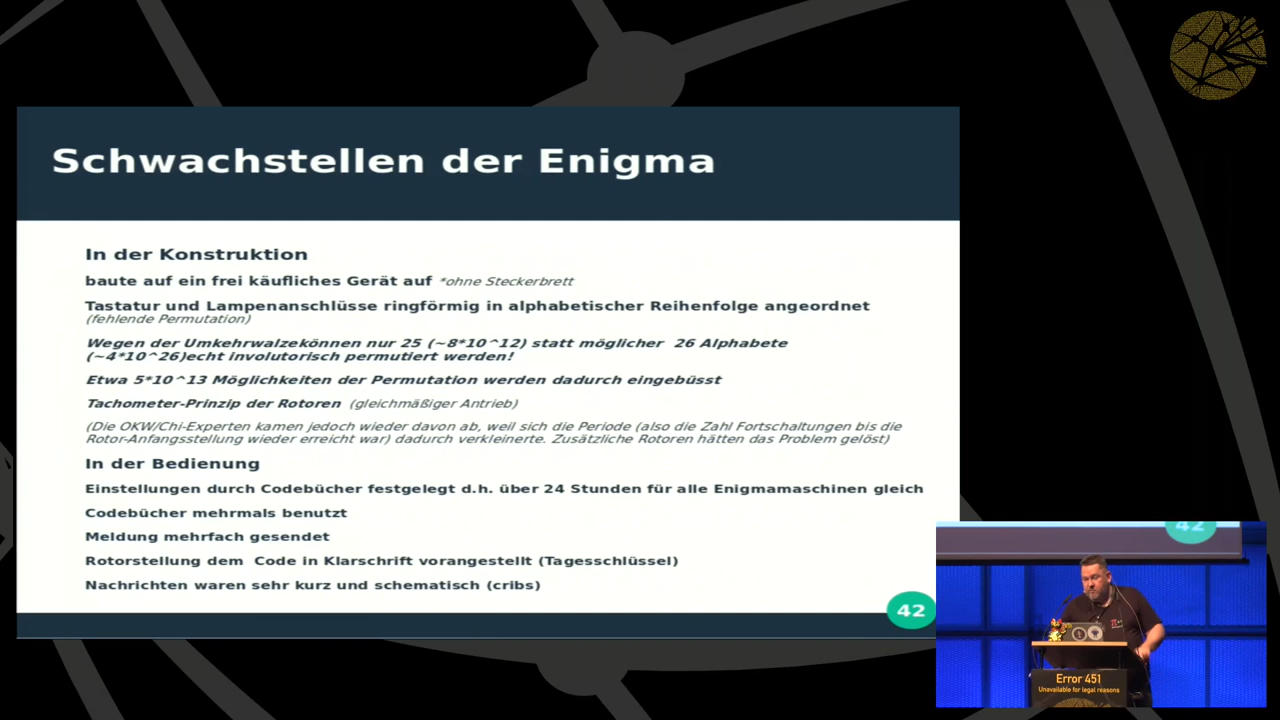 Schwachstellen der Enigma
In der Konstruktion
baute auf ein frei käufliches Gerät auf *ohne Steckerbrett
Tastatur und Lampenanschlüsse ringförmig in alphabetischer Reihenfolge angeordnet
(fehlende Permutation)
Wegen der Umkehrwalzekönnen nur 25 (~8*10^12) statt möglicher 26 Alphabete
(~4*10^26)echt involutorisch permutiert werden!
Etwa 5*10^13 Möglichkeiten der Permutation werden dadurch eingebüsst
Tachometer-Prinzip der Rotoren (gleichmäßiger Antrieb)
(Die OKW/Chi-Experten kamen jedoch wieder davon ab, weil sich die Periode (also die Zahl Fortschaltungen bis die
Rotor-Anfangsstellung wieder erreicht war) dadurch verkleinerte. Zusätzliche Rotoren hätten das Problem gelöst)
In der Bedienung
Einstellungen durch Codebücher festgelegt d.h. über 24 Stunden für alle Enigmamaschinen gleich
Codebücher mehrmals benutzt
Meldung mehrfach gesendet
Rotorstellung dem Code in Klarschrift vorangestellt (Tagesschlüssel)
Nachrichten waren sehr kurz und schematisch (cribs)
42
42
Error 451
Unavailable for legal reasons